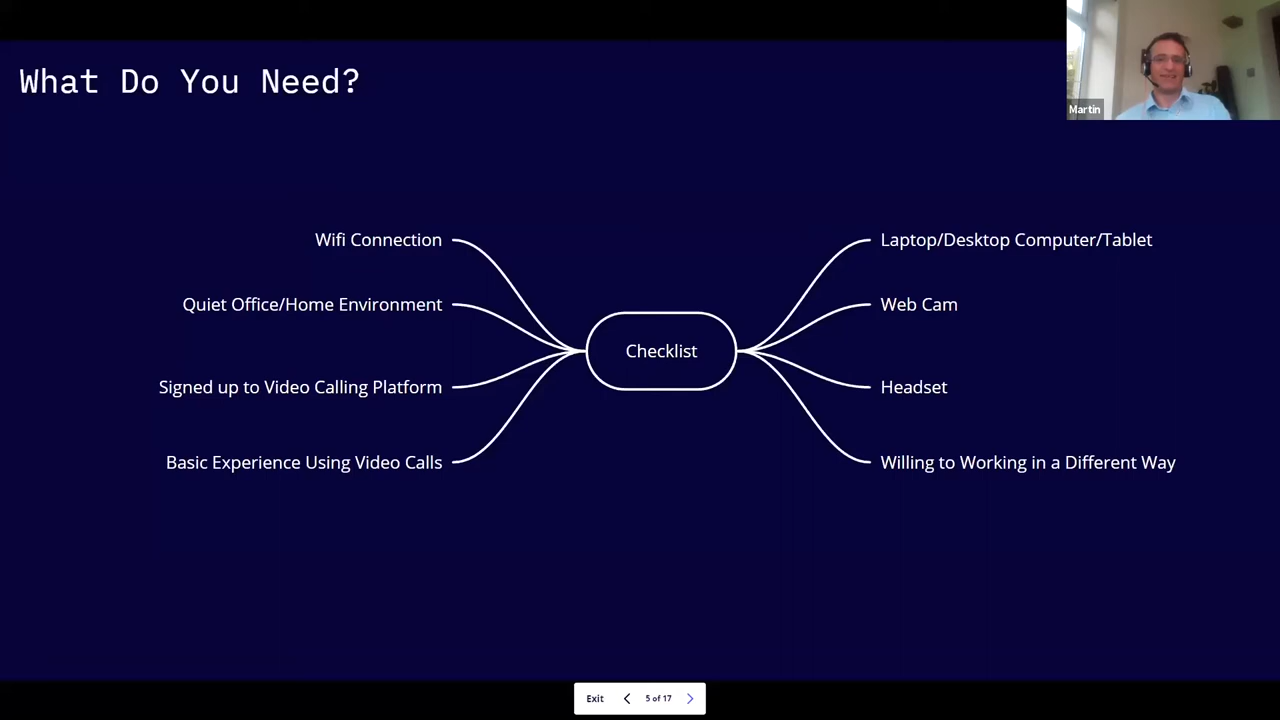 What Do You Need?
Martin
Wifi Connection
Quiet Office/Home Environment
Signed up to Video Calling Platform
Basic Experience Using Video Calls
Checklist
Laptop/Desktop Computer/Tablet
Web Cam
Headset
Willing to Working in a Different Way
Exit
5 of 17